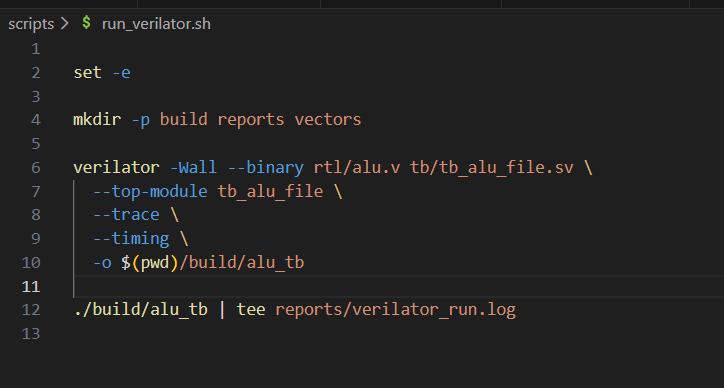 scripts > $ run_verilator.sh
1
2 set -e
3
4 mkdir -p build reports vectors
5
6 verilator -Wall --binary rtl/alu.v tb/tb_alu_file.sv \
7   --top-module tb_alu_file \
8   --trace \
9   --timing \
10   -o $(pwd)/build/alu_tb
11
12 ./build/alu_tb | tee reports/verilator_run.log
13